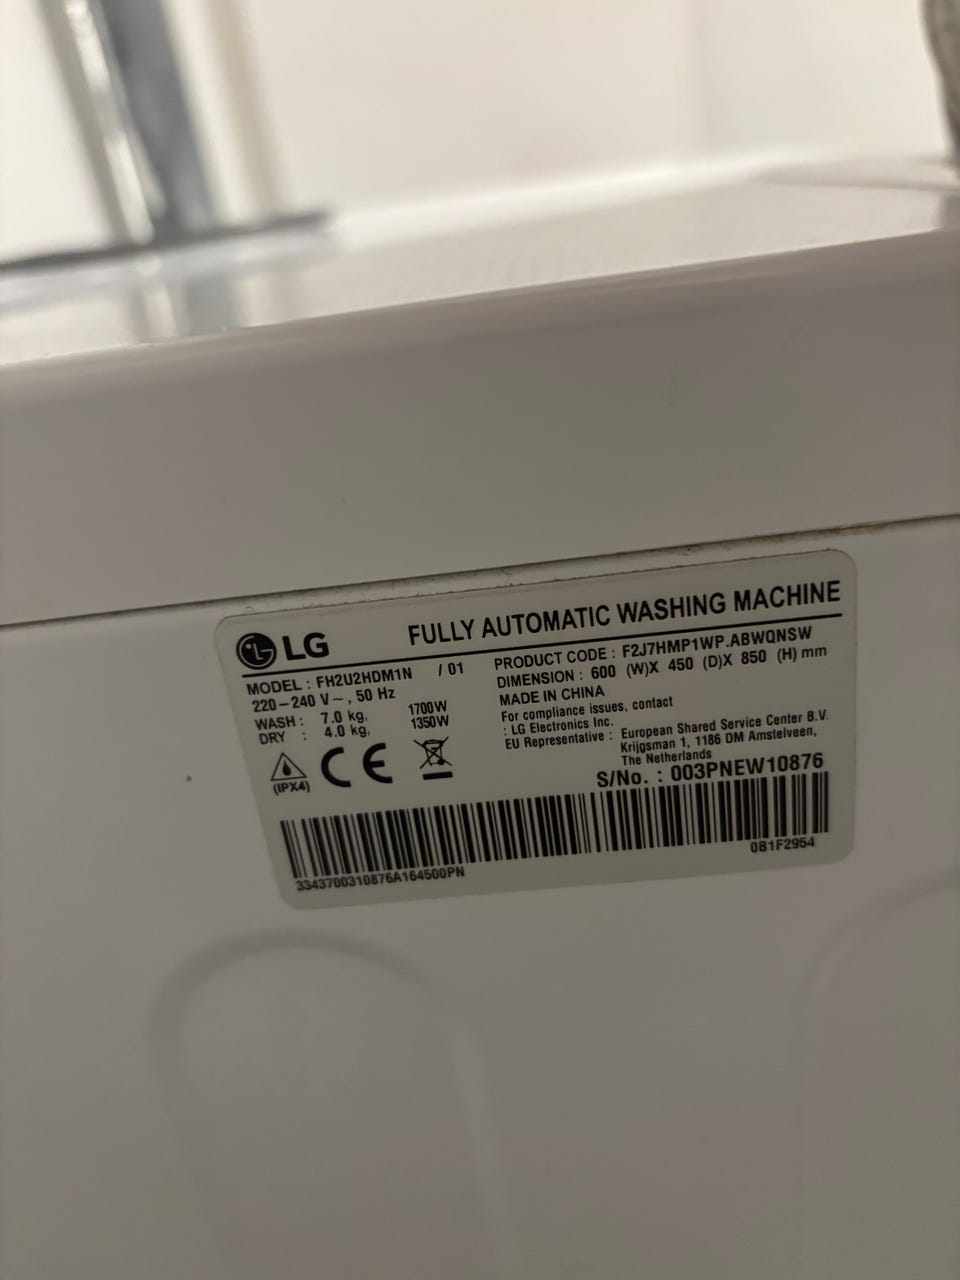 LG FULLY AUTOMATIC WASHING MACHINE
MODEL : FH2U2HDM1N / 01
220-240 V~, 50 Hz
WASH : 7.0 kg, 1700W
DRY : 4.0 kg, 1350W
(IPX4)
CE
PRODUCT CODE : F2J7HMP1WP.ABWQNSW
DIMENSION : 600 (W)X 450 (D)X 850 (H) mm
MADE IN CHINA
For compliance issues, contact
: LG Electronics Inc.
EU Representative : European Shared Service Center B.V.
Krijgsman 1, 1186 DM Amstelveen,
The Netherlands
S/No. : 003PNEW10876
0B1F2954
3343700310876A164500PN